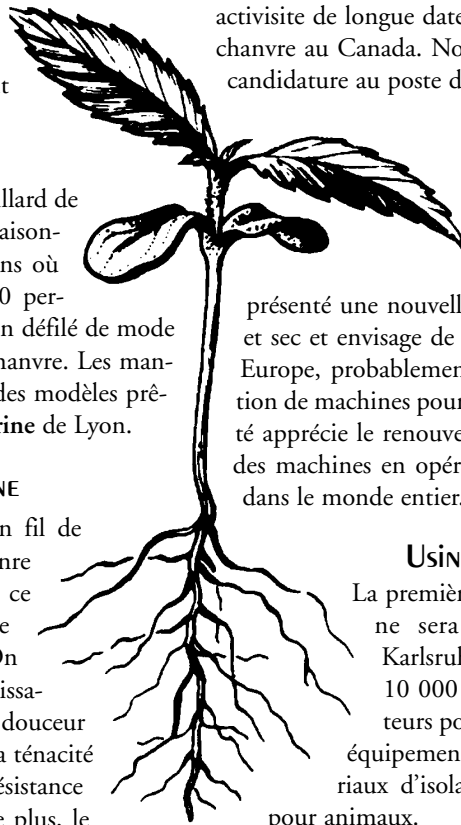 t
llard de
aison-
ns où
0 per-
n défilé de mode
hanvre. Les man-
des modèles prê-
rine de Lyon.
NE
n fil de
nre
ce
e
On
issa-
douceur
a ténacité
ésistance
e plus, le
activisite de longue date
chanvre au Canada. No
candidature au poste d
présenté une nouvell
et sec et envisage de
Europe, probablemen
tion de machines pour
té apprécie le renouve
des machines en opér
dans le monde entier.
Usin
La premièr
ne sera
Karlsruh
10 000
teurs po
équipemen
riaux d'isola
pour animaux.